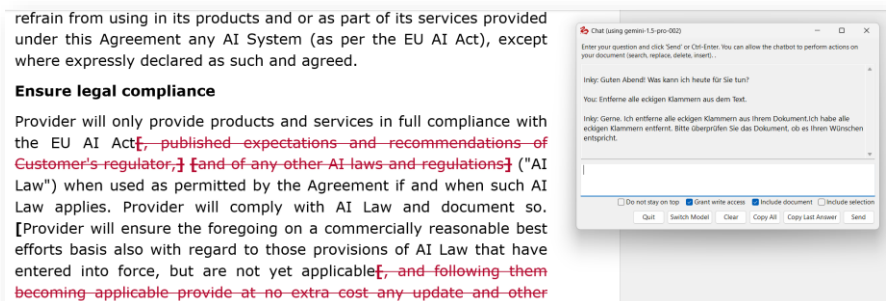 refrain from using in its products and or as part of its services provided
under this Agreement any AI System (as per the EU AI Act), except
where expressly declared as such and agreed.
Ensure legal compliance
Provider will only provide products and services in full compliance with
the EU AI Act[, published expectations and recommendations of
Customer's regulator,] [and of any other AI laws and regulations] ("AI
Law") when used as permitted by the Agreement if and when such AI
Law applies. Provider will comply with AI Law and document so.
[Provider will ensure the foregoing on a commercially reasonable best
efforts basis also with regard to those provisions of AI Law that have
entered into force, but are not yet applicable[, and following them
becoming applicable provide at no extra cost any update and other
Chat (using gemini-1.5-pro-002)
Enter your question and click 'Send' or Ctrl-Enter. You can allow the chatbot to perform actions on
your document (search, replace, delete, insert). .
Inky: Guten Abend! Was kann ich heute für Sie tun?
You: Entferne alle eckigen Klammern aus dem Text.
Inky: Gerne. Ich entferne alle eckigen Klammern aus Ihrem Dokument.Ich habe alle
eckigen Klammern entfernt. Bitte überprüfen Sie das Dokument, ob es Ihren Wünschen
entspricht.
Do not stay on top Grant write access Include document Include selection
Quit Switch Model Clear Copy All Copy Last Answer Send